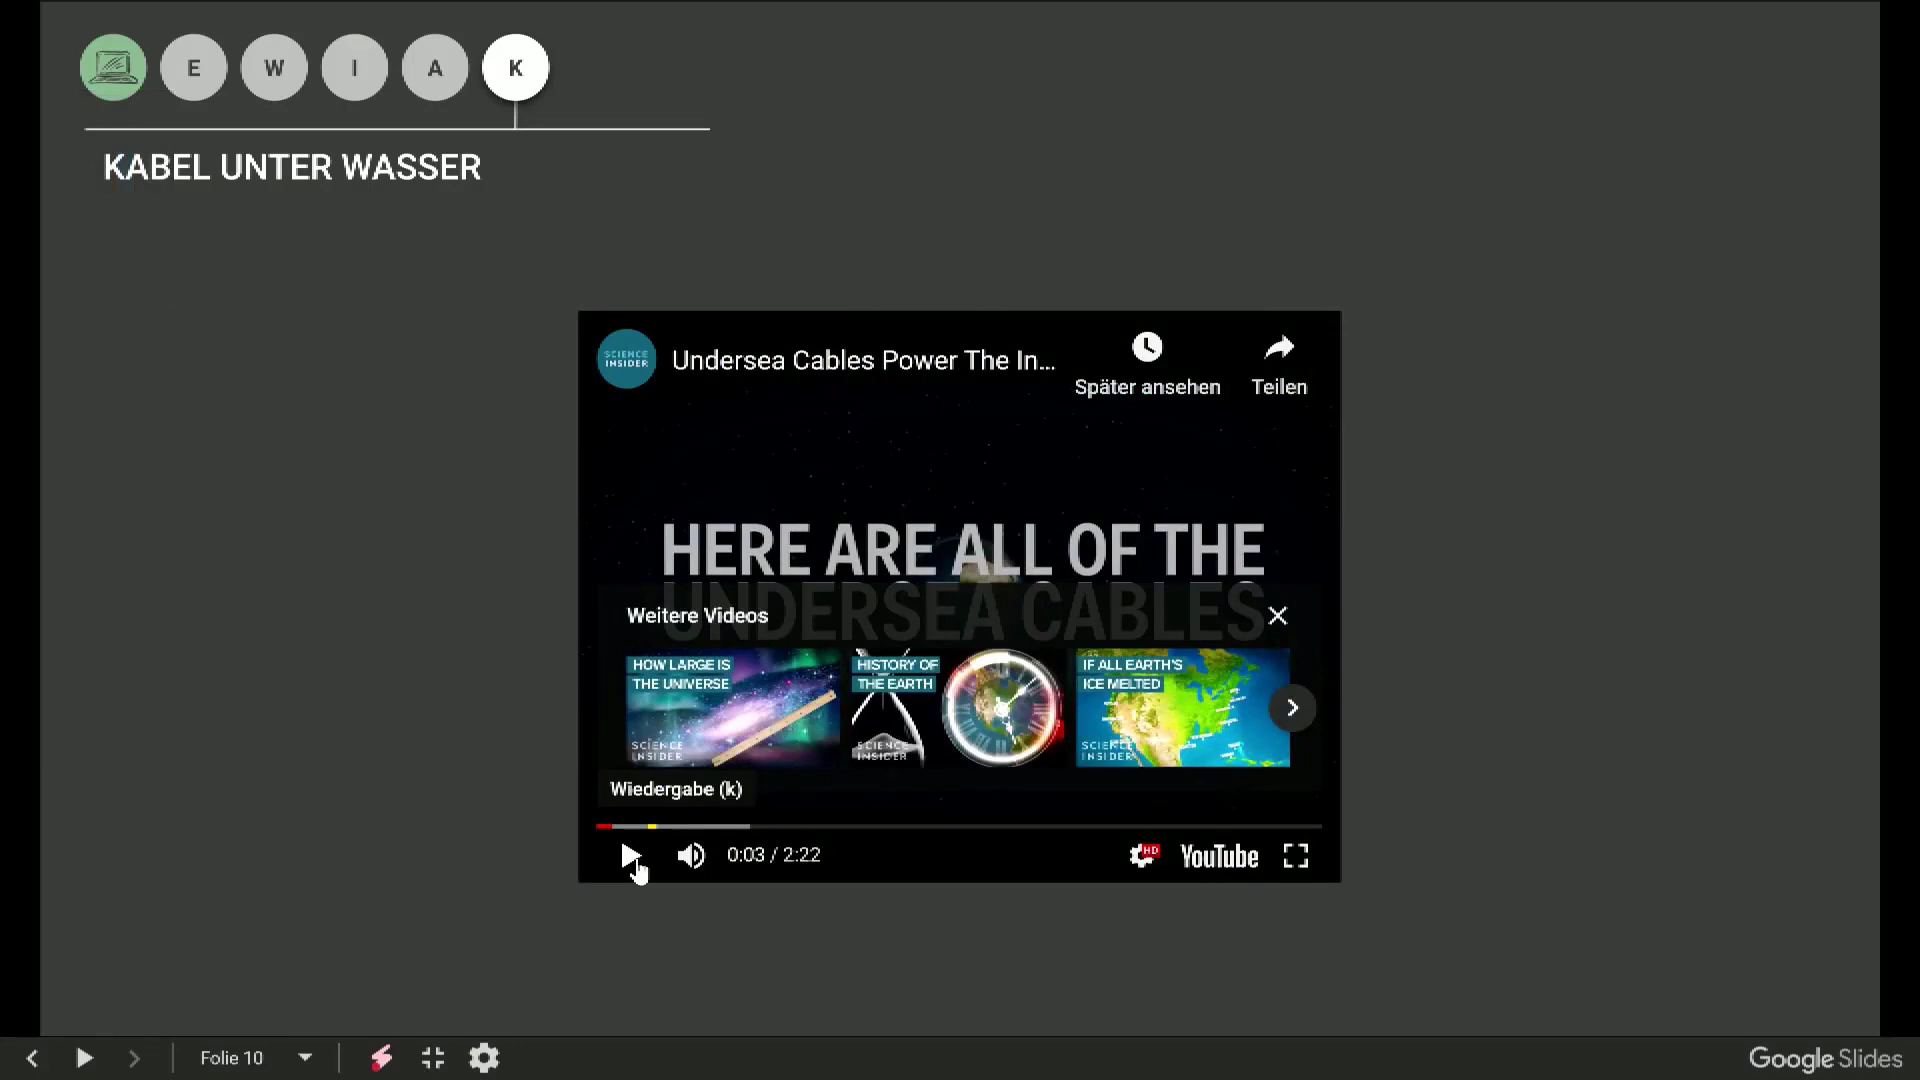 E W I A K
KABEL UNTER WASSER
SCIENCE
INSIDER
Undersea Cables Power The In...
Später ansehen
Teilen
HERE ARE ALL OF THE
UNDERSEA CABLES
Weitere Videos
HOW LARGE IS
THE UNIVERSE
SCIENCE
INSIDER
HISTORY OF
THE EARTH
SCIENCE
INSIDER
IF ALL EARTH'S
ICE MELTED
SCIENCE
INSIDER
Wiedergabe (k)
0:03 / 2:22
HD
YouTube
Folie 10
Google Slides